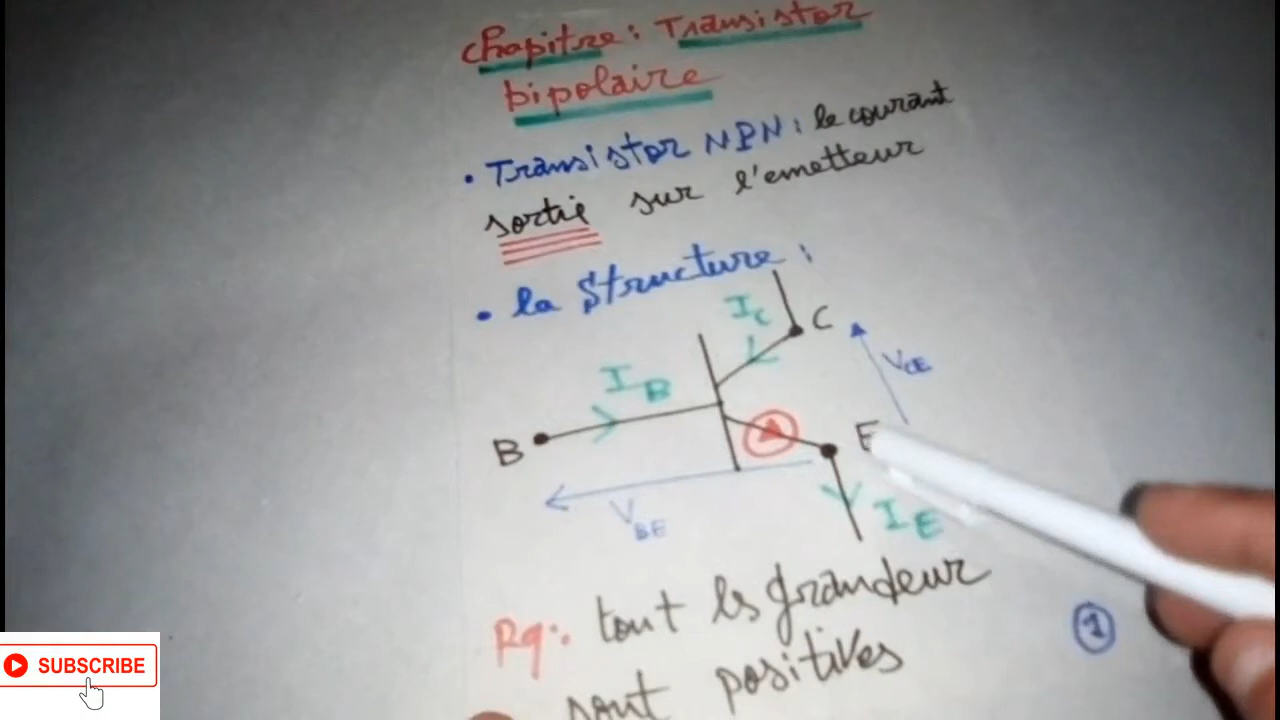 Chapitre: Transistor
bipolaire
• Transistor NPN: le courant
sortie sur l'emetteur
• la Structure:
IC
C
VCE
IB
B
E
VBE
IE
Rq: tout ls grandeur
sont positives
1
SUBSCRIBE